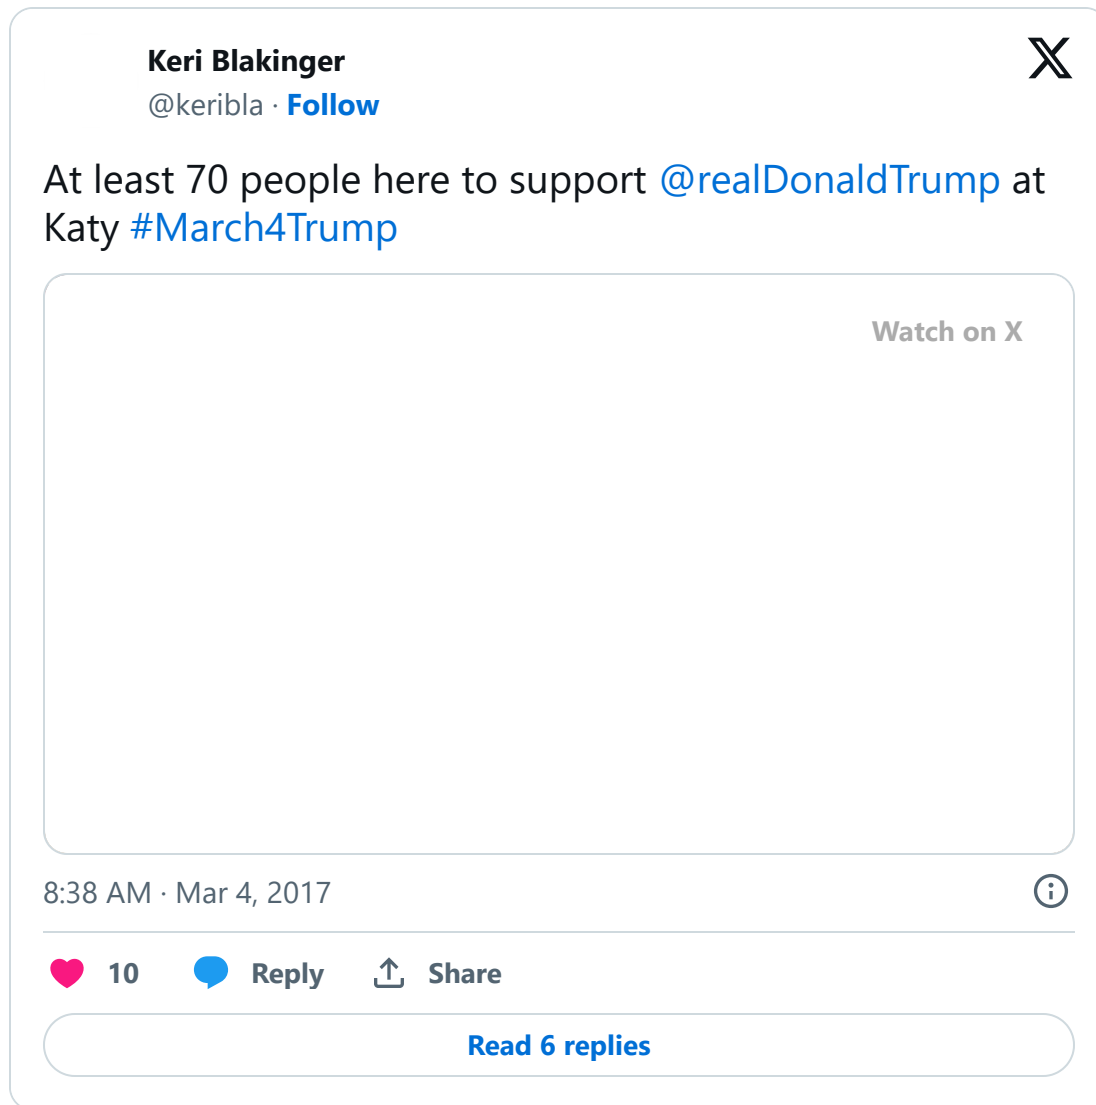 Keri Blakinger
@keribla · Follow
At least 70 people here to support @realDonaldTrump at
Katy #March4Trump
Watch on X
8:38 AM · Mar 4, 2017
10 Reply Share
Read 6 replies